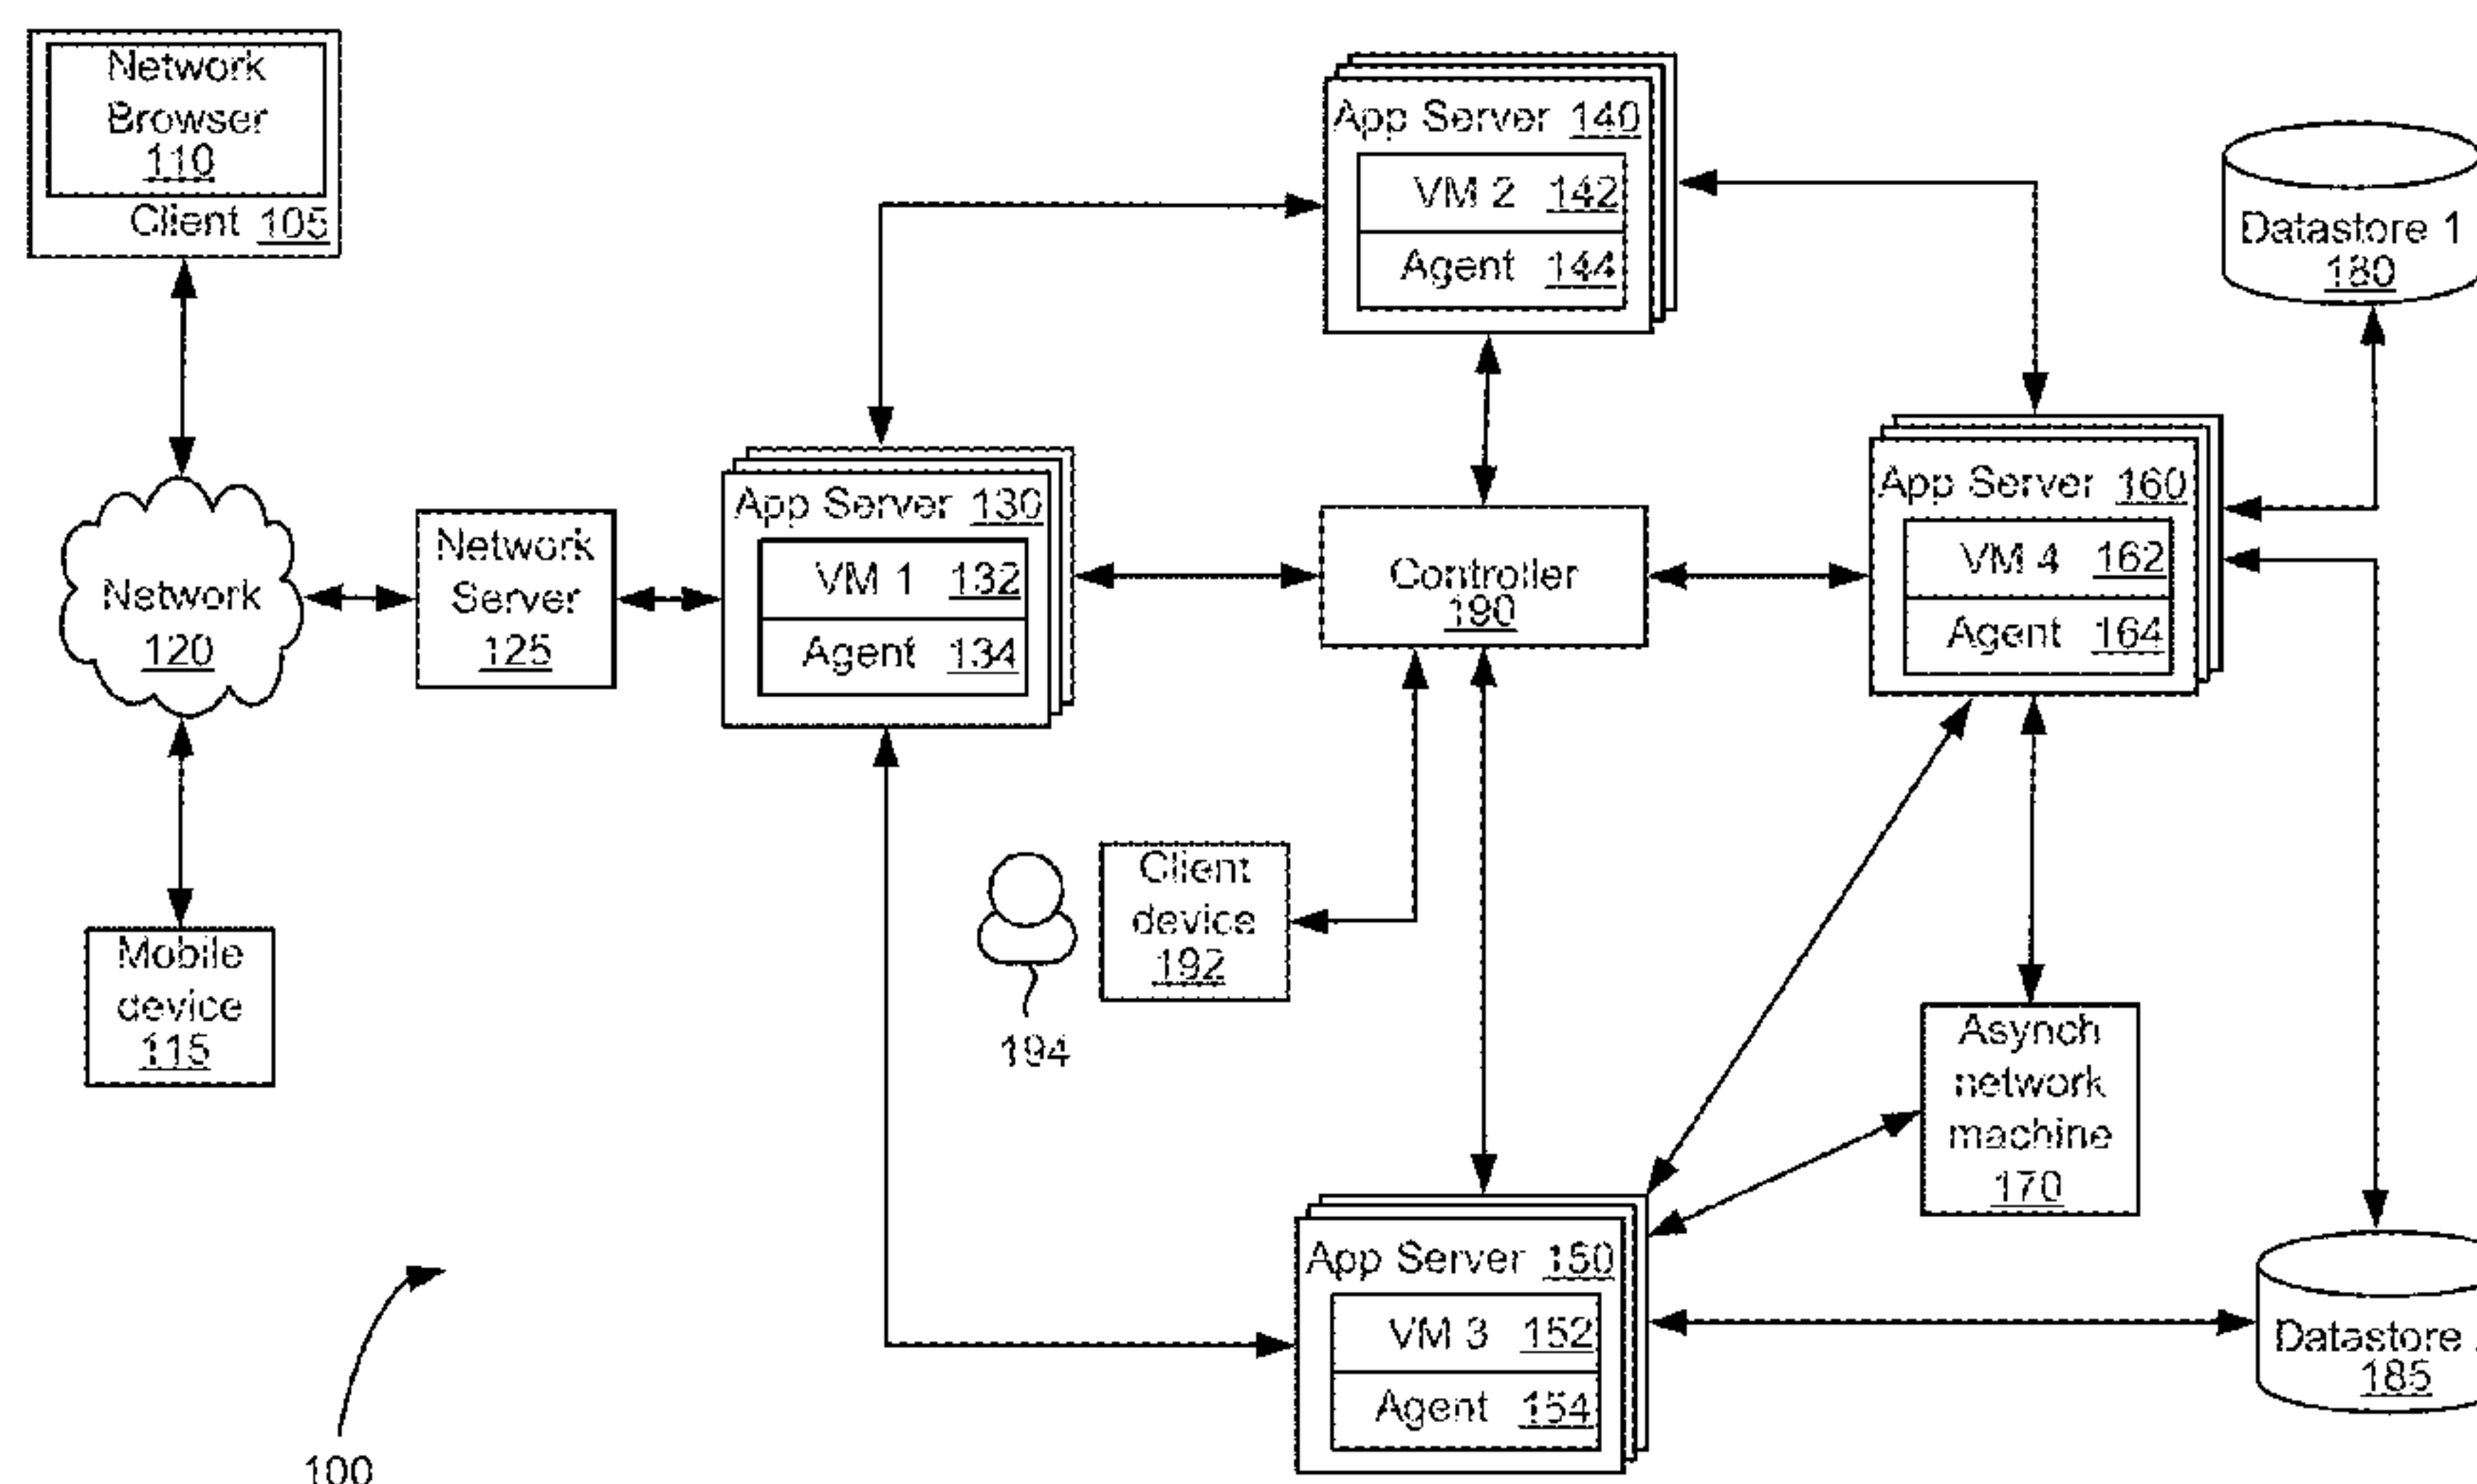 Network
Browser
110
Client 105
App Server 140
VM 2 142
Agent 144
Datastore 1
180
Network
120
Network
Server
125
App Server 130
VM 1 132
Agent 134
Controller
190
App Server 160
VM 4 162
Agent 164
Mobile
device
115
Client
device
192
194
Asynch
network
machine
170
App Server 150
VM 3 152
Agent 154
Datastore
185
100